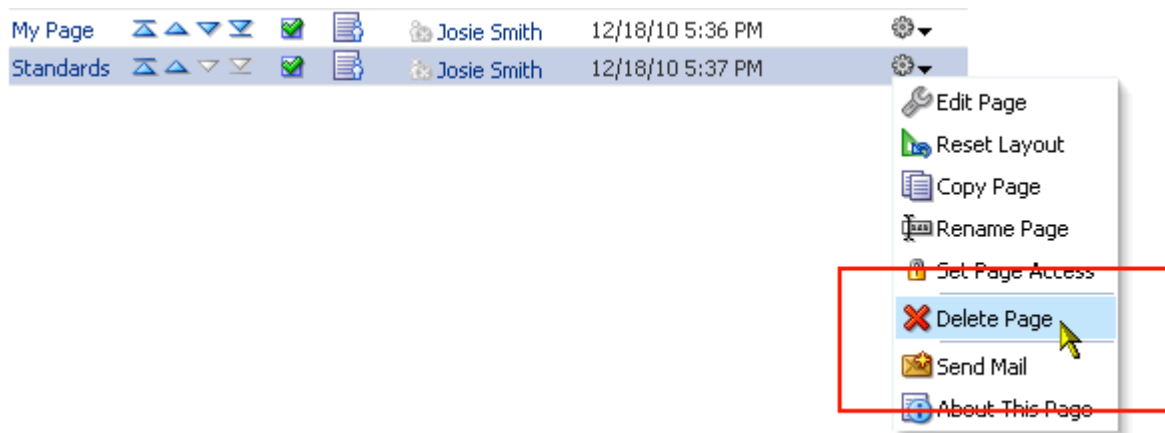 My Page Josie Smith 12/18/10 5:36 PM
Standards Josie Smith 12/18/10 5:37 PM
Edit Page
Reset Layout
Copy Page
Rename Page
Set Page Access
Delete Page
Send Mail
About This Page